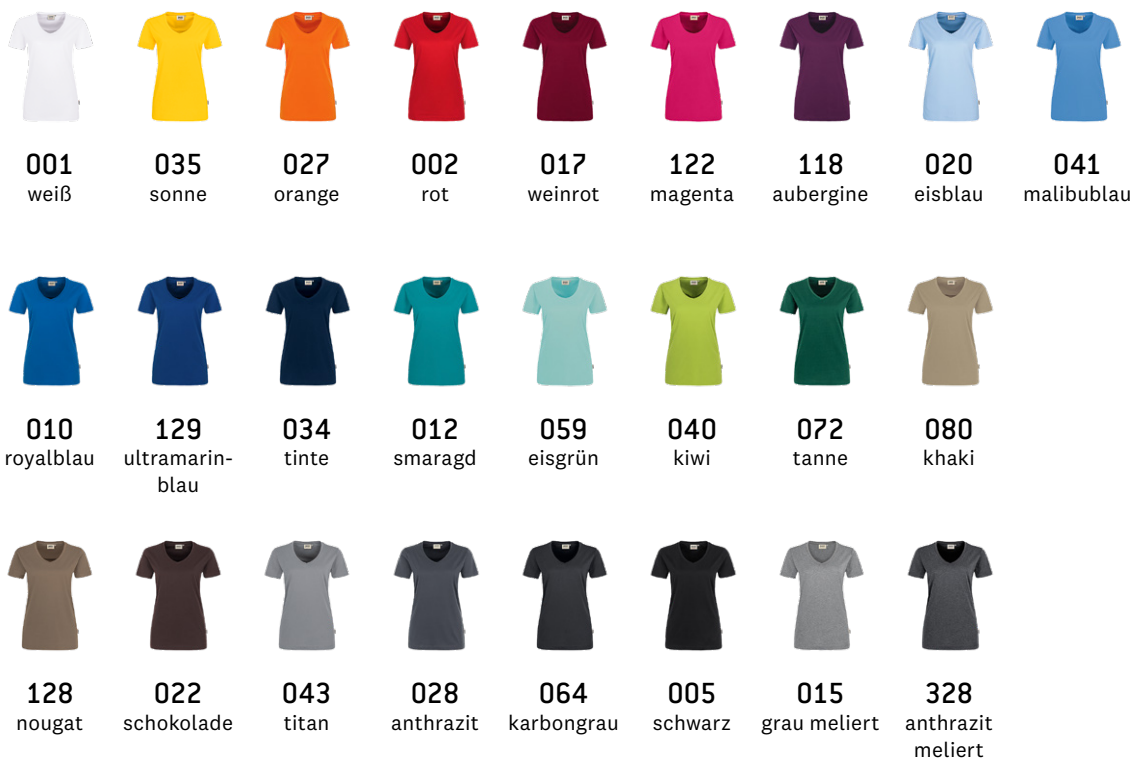 001 035 027 002 017 122 118 020 041
weiß sonne orange rot weinrot magenta aubergine eisblau malibublau
010 129 034 012 059 040 072 080
royalblau ultramarin- tinte smaragd eisgrün kiwi tanne khaki
blau
128 022 043 028 064 005 015 328
nougat schokolade titan anthrazit karbongrau schwarz grau meliert anthrazit
meliert